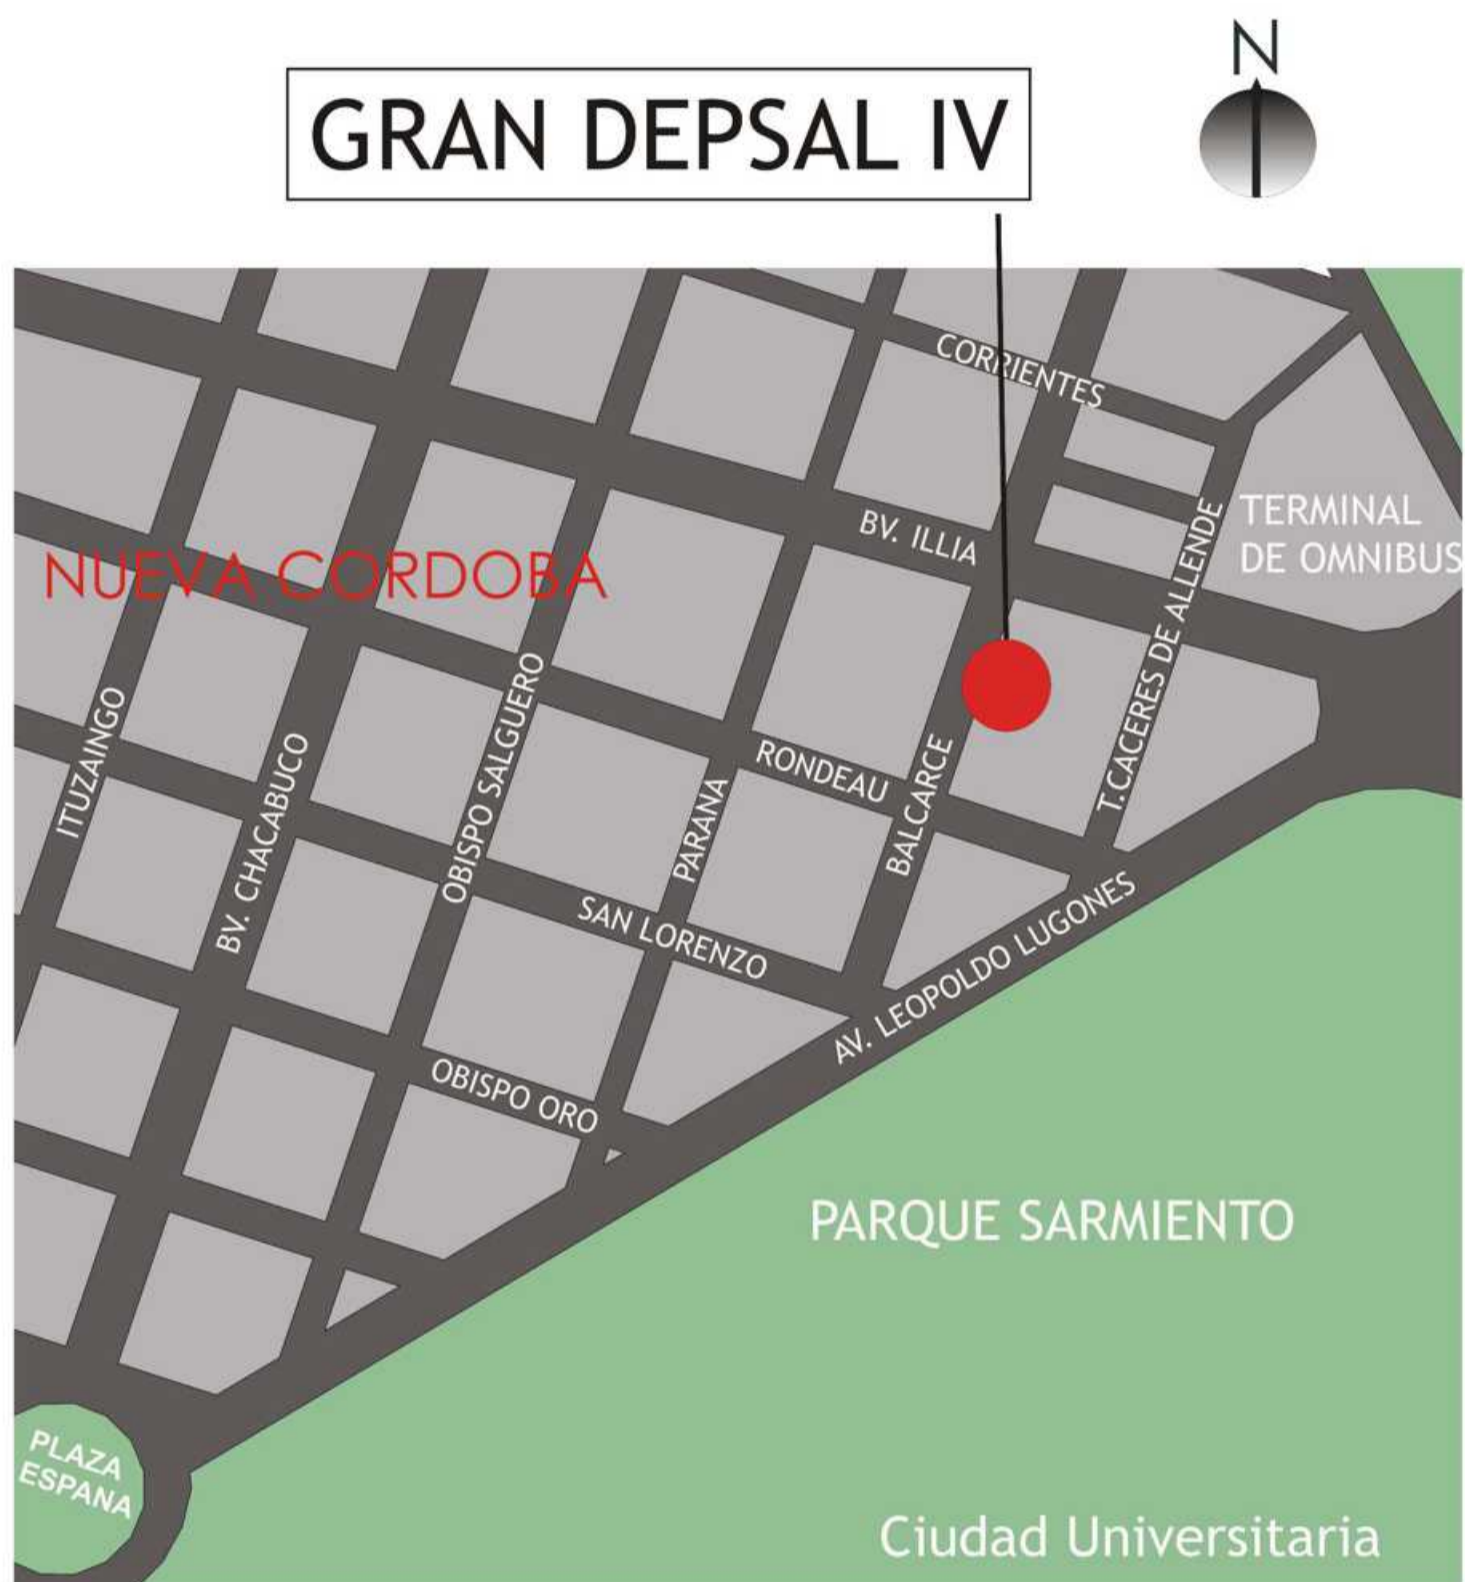 N
GRAN DEPSAL IV
CORRIENTES
BV. ILLIA
TERMINAL
DE OMNIBUS
NUEVA CORDOBA
T.CACERES DE ALLENDE
ITUZAINGO
BV. CHACABUCO
OBISPO SALGUERO
PARANA
RONDEAU
BALCARCE
SAN LORENZO
AV. LEOPOLDO LUGONES
OBISPO ORO
PARQUE SARMIENTO
PLAZA
ESPANA
Ciudad Universitaria